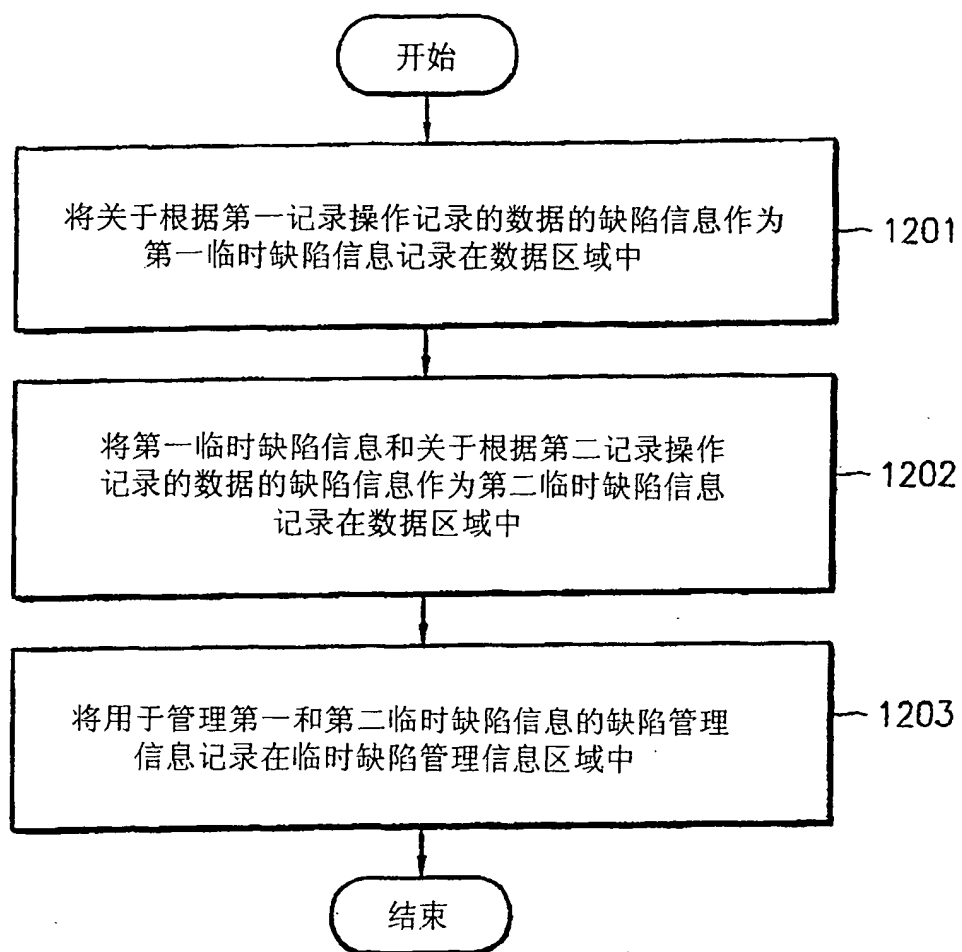 开始
将关于根据第一记录操作记录的数据的缺陷信息作为
第一临时缺陷信息记录在数据区域中
1201
将第一临时缺陷信息和关于根据第二记录操作
记录的数据的缺陷信息作为第二临时缺陷信息
记录在数据区域中
1202
将用于管理第一和第二临时缺陷信息的缺陷管理
信息记录在临时缺陷管理信息区域中
1203
结束